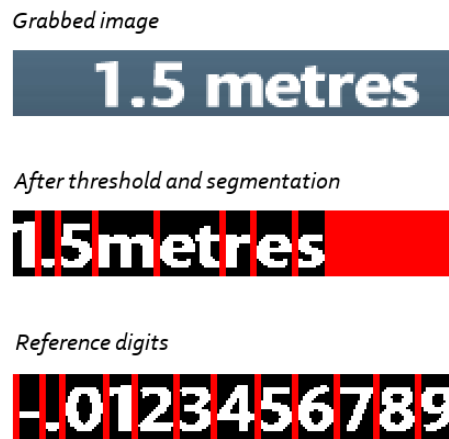 Grabbed image
1.5 metres
After threshold and segmentation
1.5metres
Reference digits
-.0123456789